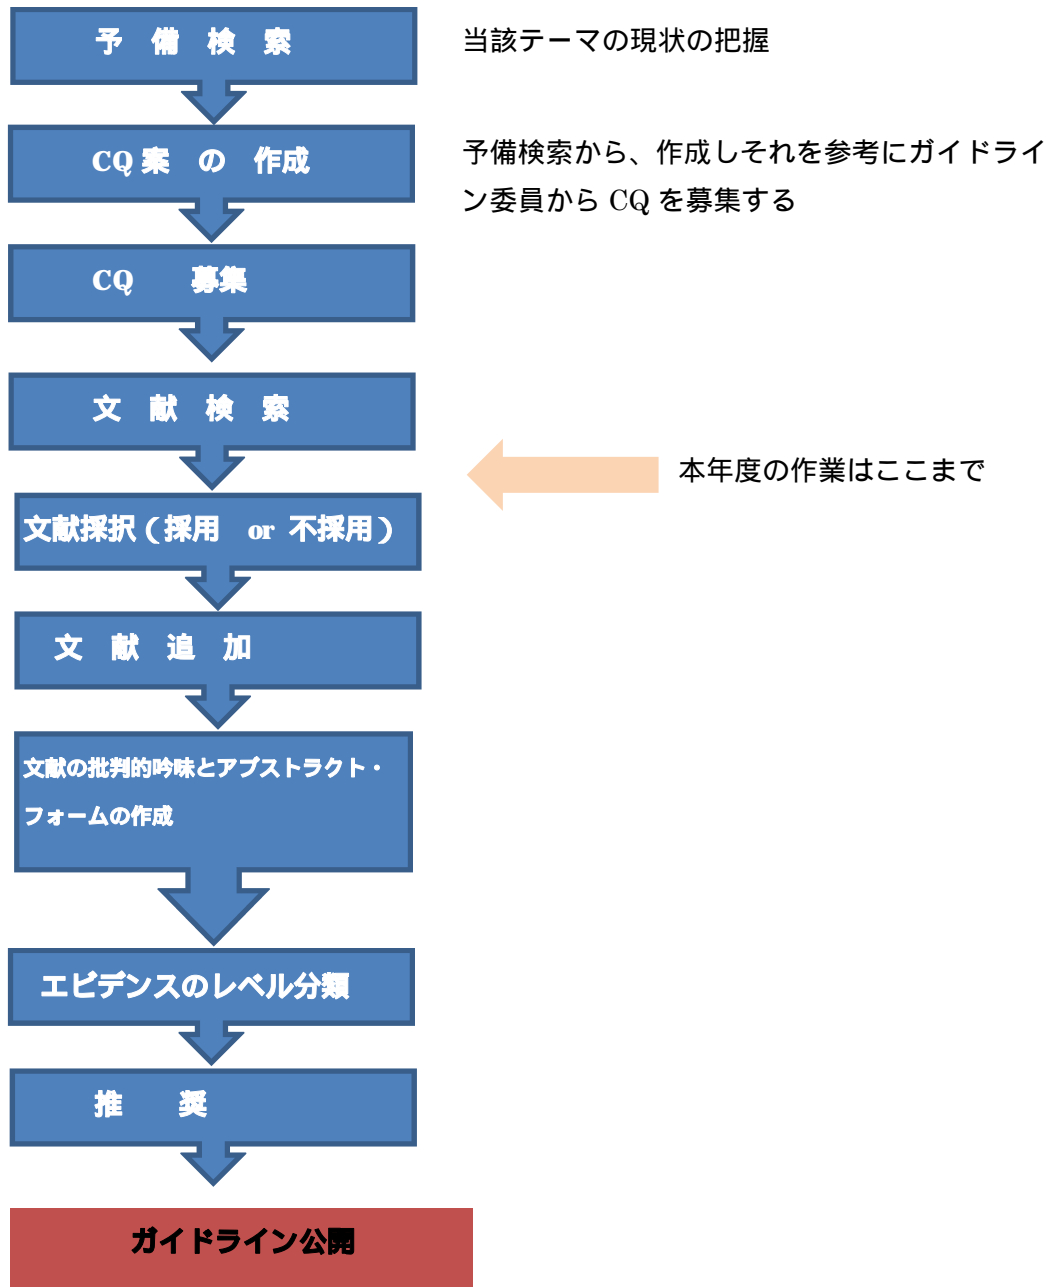 予　備　検　索
当該テーマの現状の把握
CQ 案　の　作成
予備検索から、作成しそれを参考にガイドライ
ン委員から CQ を募集する
CQ　　募集
文　献　検　索
本年度の作業はここまで
文献採択（採用　or 不採用）
文　献　追　加
文献の批判的吟味とアブストラクト・
フォームの作成
エビデンスのレベル分類
推　　奨
ガイドライン公開